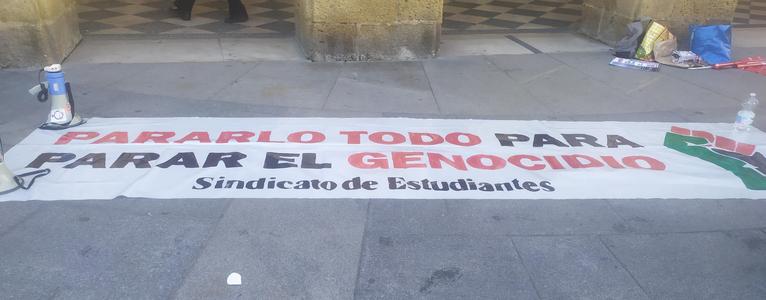 PARARLO TODO PARA
PARAR EL GENOCIDIO
Sindicato de Estudiantes